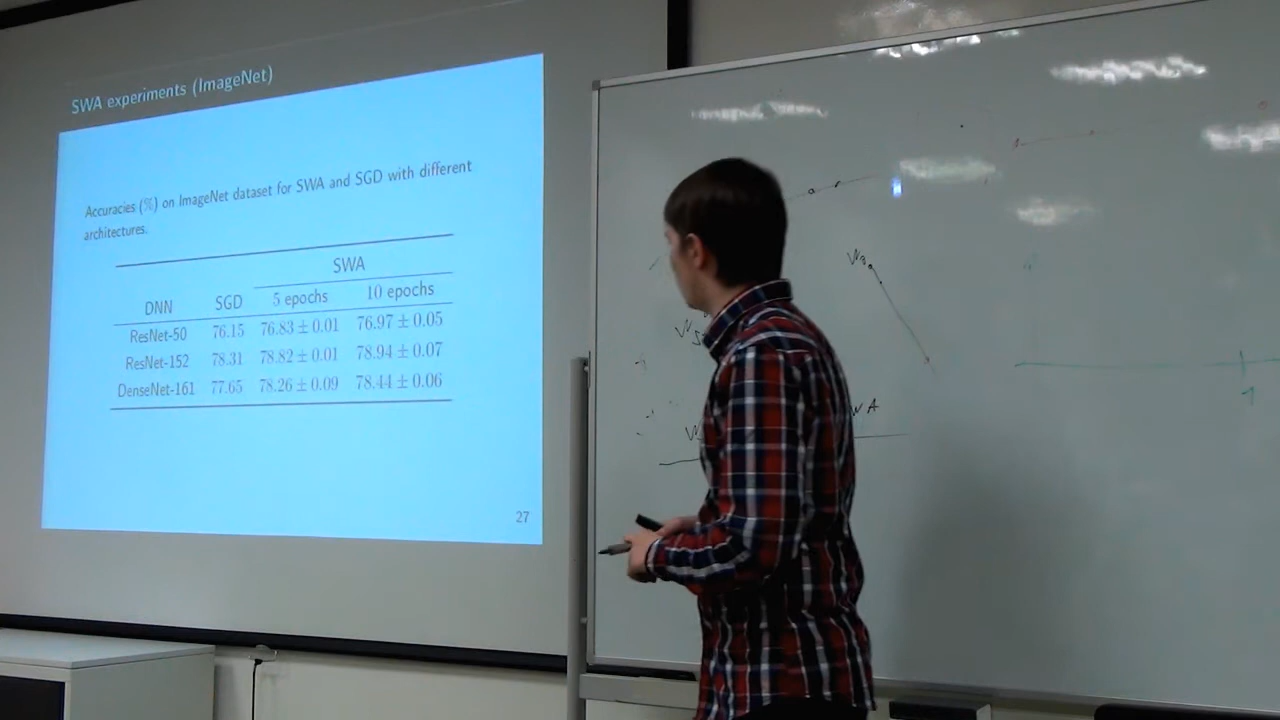 SWA experiments (ImageNet)
Accuracies (%) on ImageNet dataset for SWA and SGD with different
architectures.
SWA
DNN SGD 5 epochs 10 epochs
ResNet-50 76.15 76.83 ± 0.01 76.97 ± 0.05
ResNet-152 78.31 78.82 ± 0.01 78.94 ± 0.07
DenseNet-161 77.65 78.26 ± 0.09 78.44 ± 0.06
27